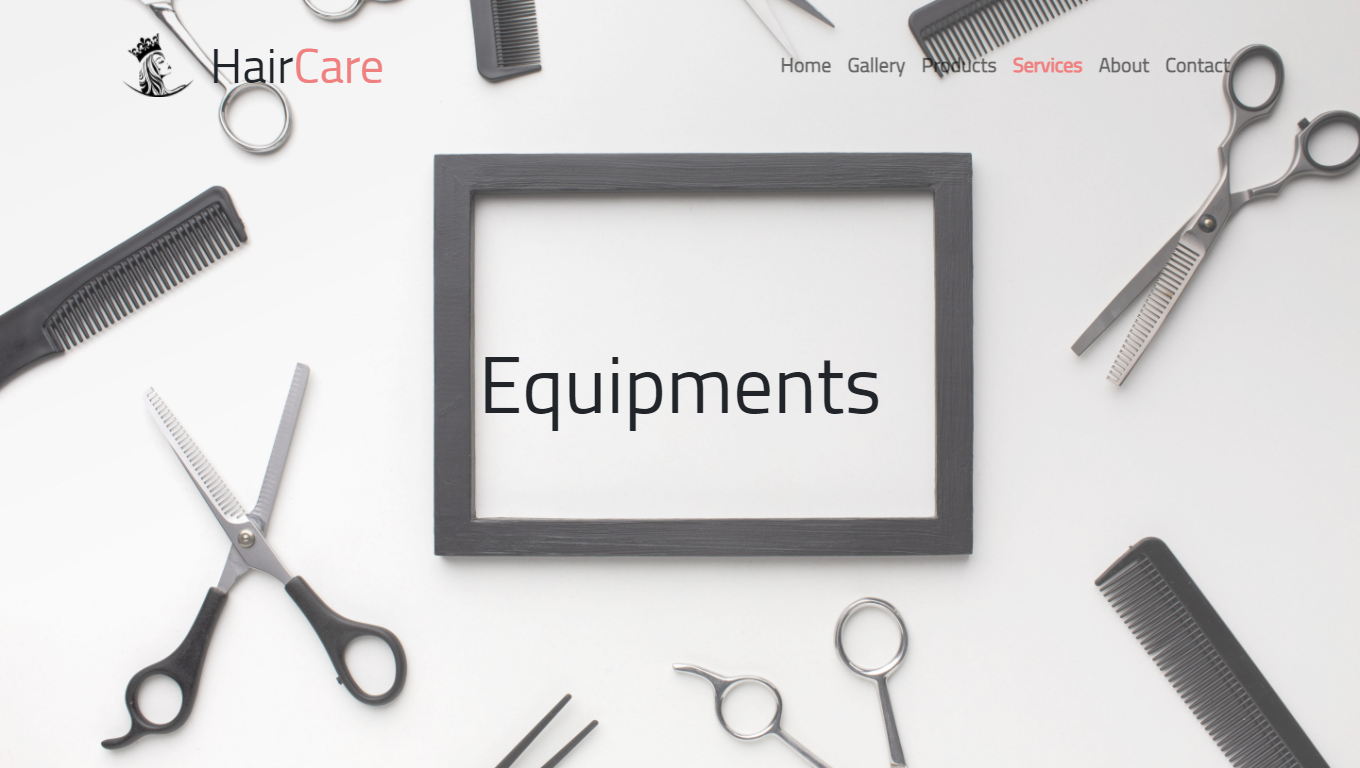 HairCare
Home Gallery Products Services About Contact
Equipments